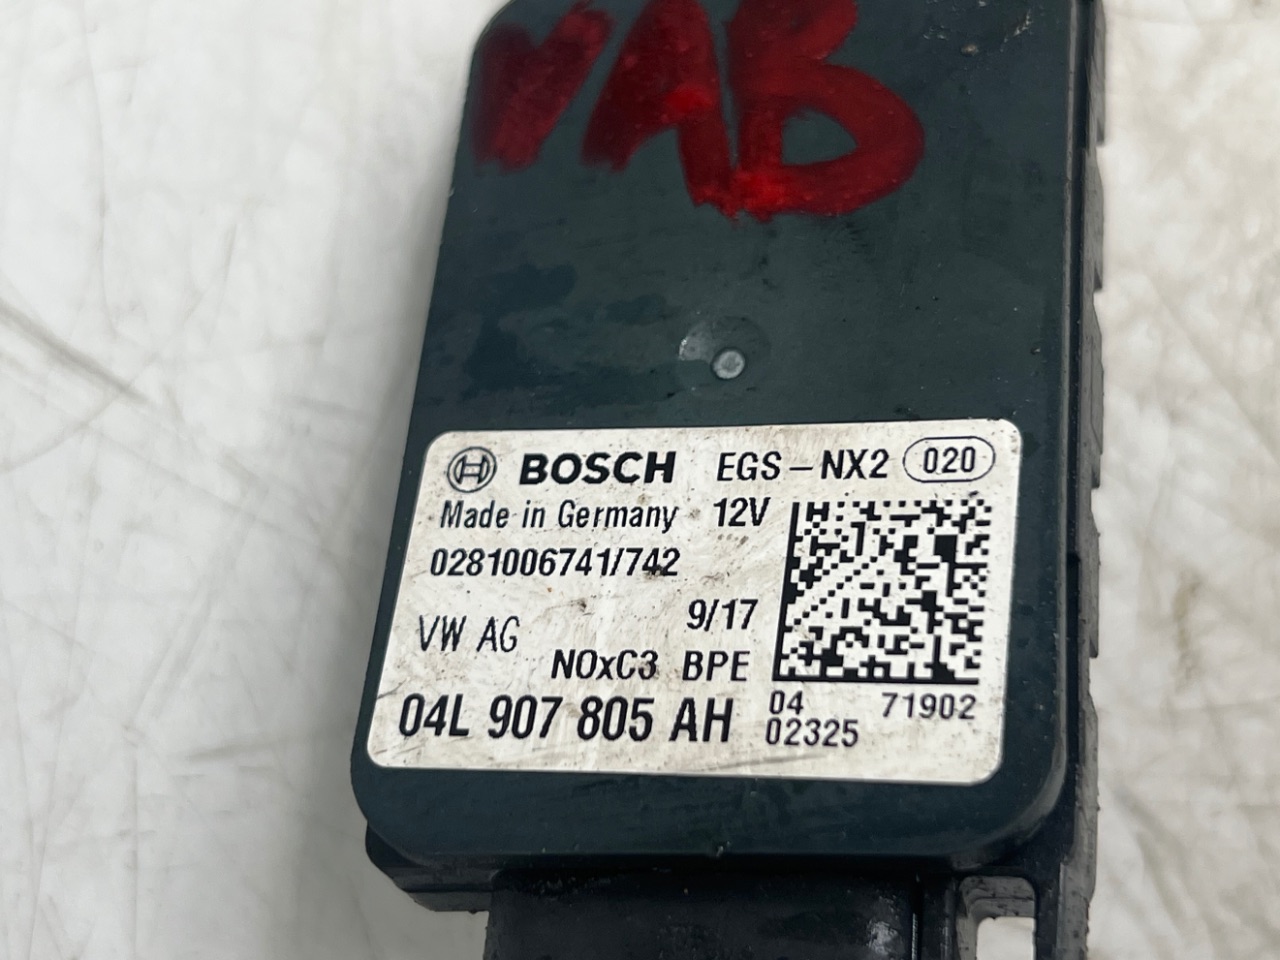 VAB
BOSCH EGS-NX2 020
Made in Germany 12V
0281006741/742
9/17
VW AG
NOxC3 BPE
04L 907 805 AH
04 71902
02325